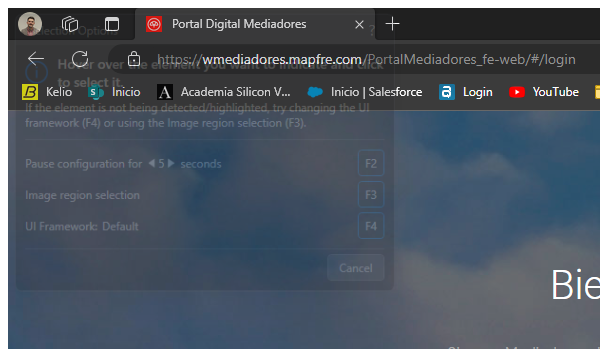 Portal Digital Mediadores
Selection Options ?
https://wmediadores.mapfre.com/PortalMediadores_fe-web/#/login
Hover over the element you want to indicate and click
to select it.
Kelio Inicio Academia Silicon V... Inicio | Salesforce Login YouTube
If the element is not being detected/highlighted, try changing the UI
framework (F4) or using the Image region selection (F3).
Pause configuration for 5 seconds F2
Image region selection F3
UI Framework: Default F4
Cancel
Bie